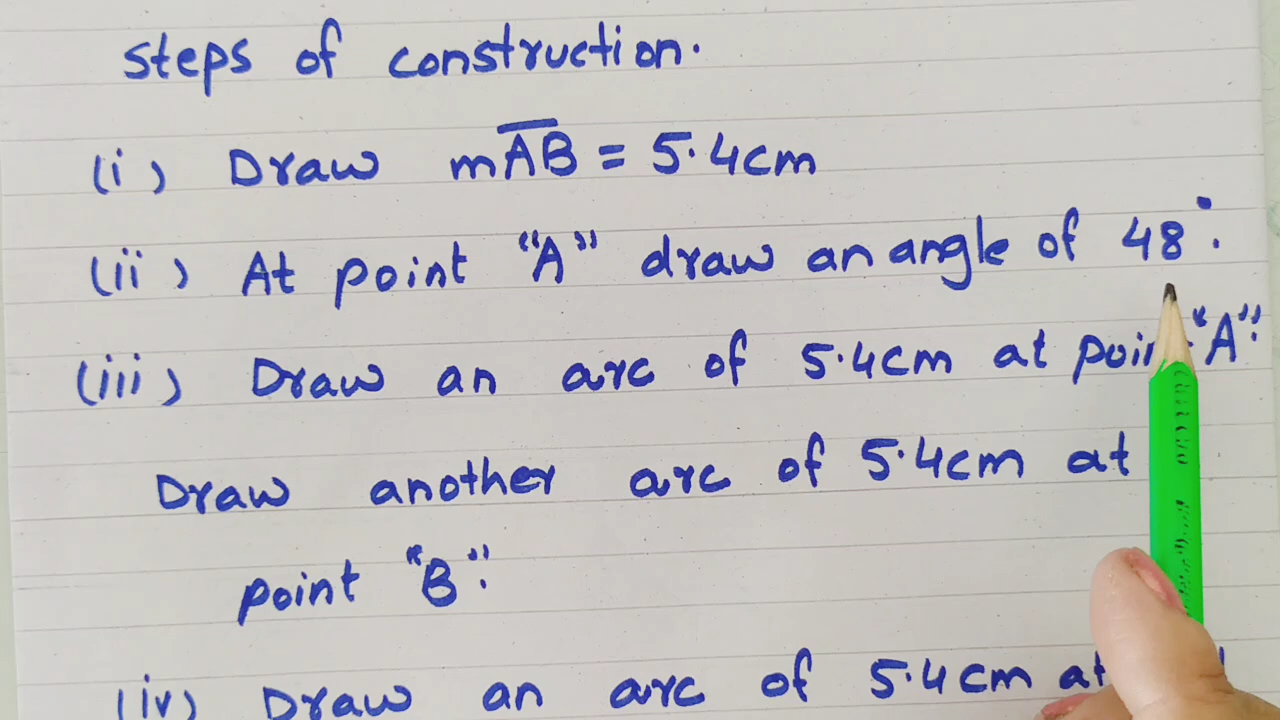 steps of construction.
(i) Draw mA̅B̅ = 5.4cm
(ii) At point "A" draw an angle of 48°.
(iii) Draw an arc of 5.4cm at point "A".
Draw another arc of 5.4cm at
point "B".
(iv) Draw an arc of 5.4cm at